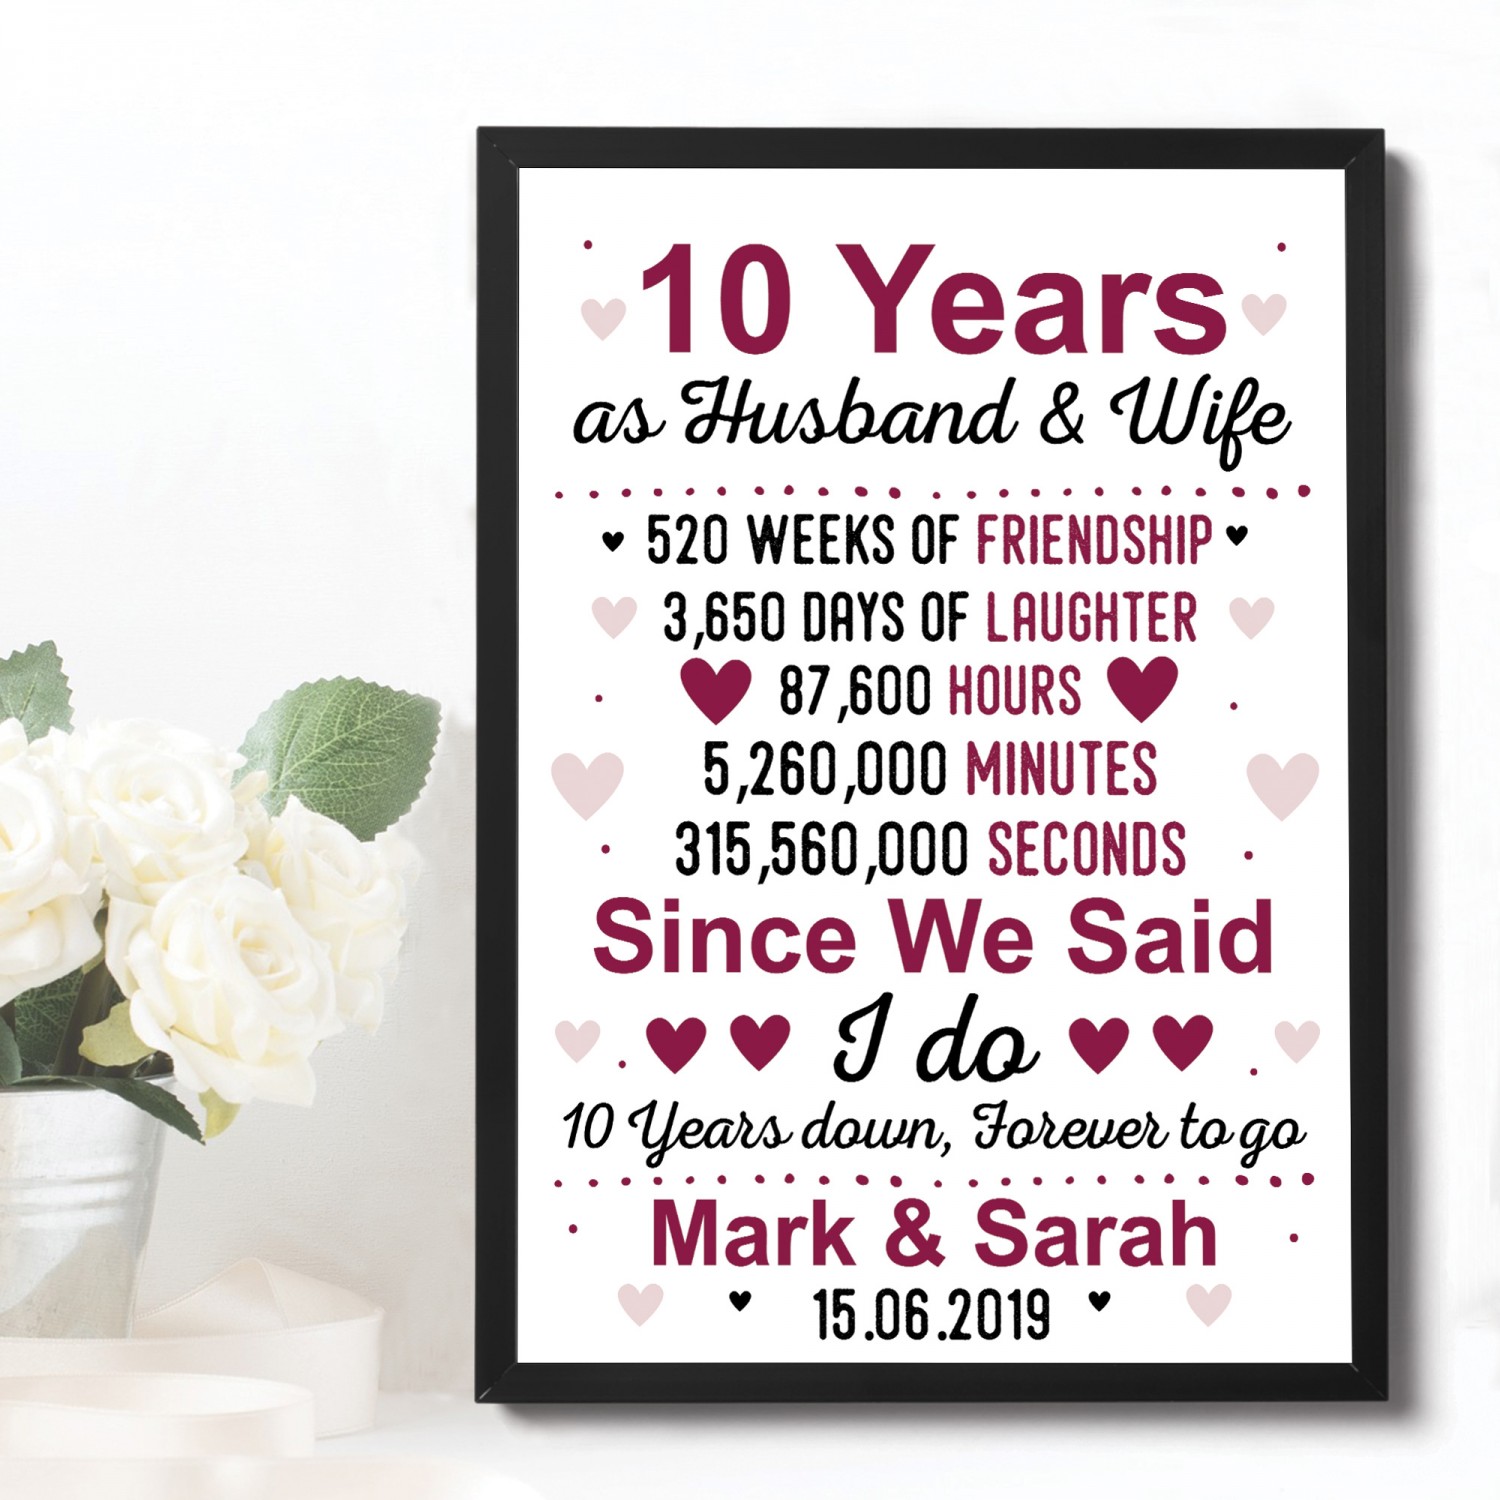 10 Years
as Husband & Wife
520 WEEKS OF FRIENDSHIP
3,650 DAYS OF LAUGHTER
87,600 HOURS
5,260,000 MINUTES
315,560,000 SECONDS
Since We Said
I do
10 Years down, Forever to go
Mark & Sarah
15.06.2019